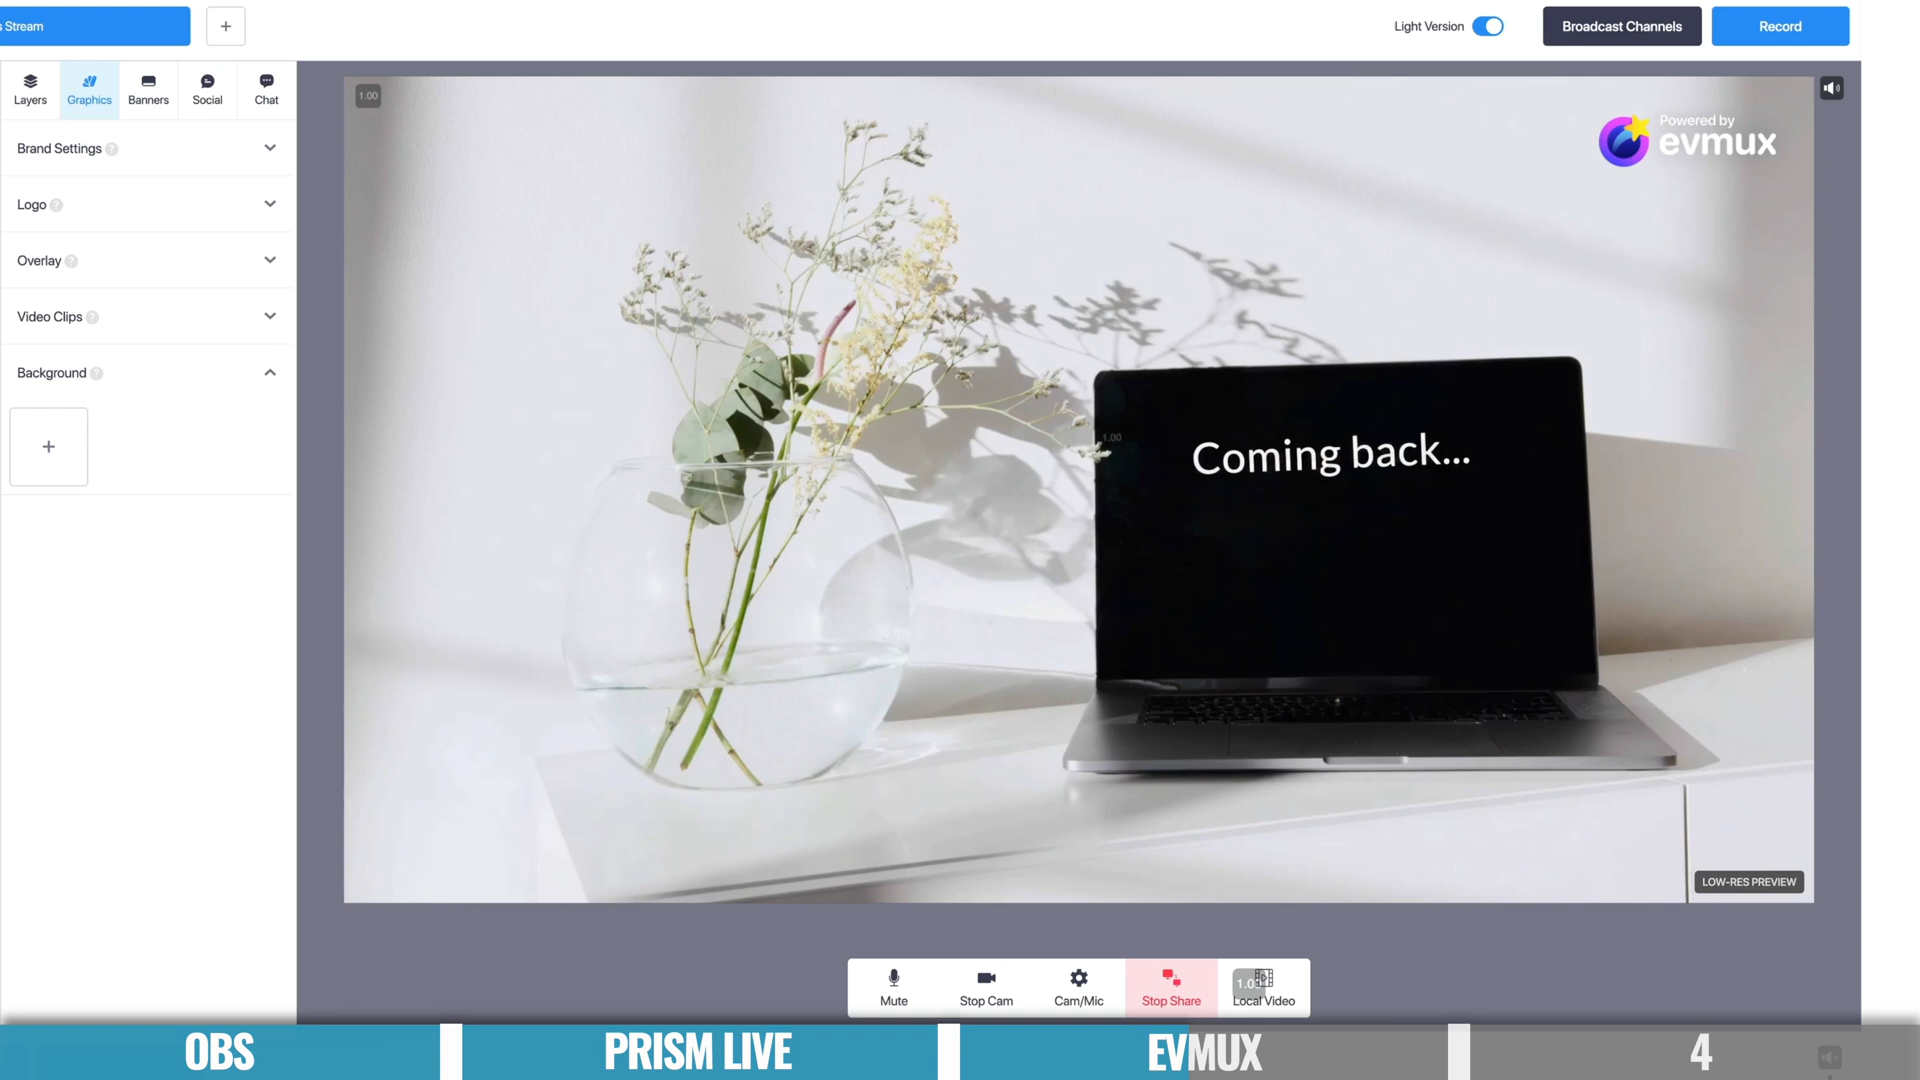 s Stream
+
Light Version
Broadcast Channels
Record
Layers
Graphics
Banners
Social
Chat
Brand Settings ?
Logo ?
Overlay ?
Video Clips ?
Background ?
+
1.00
Powered by
evmux
1.00
Coming back...
LOW-RES PREVIEW
Mute
Stop Cam
Cam/Mic
Stop Share
Local Video
OBS
PRISM LIVE
EVMUX
4